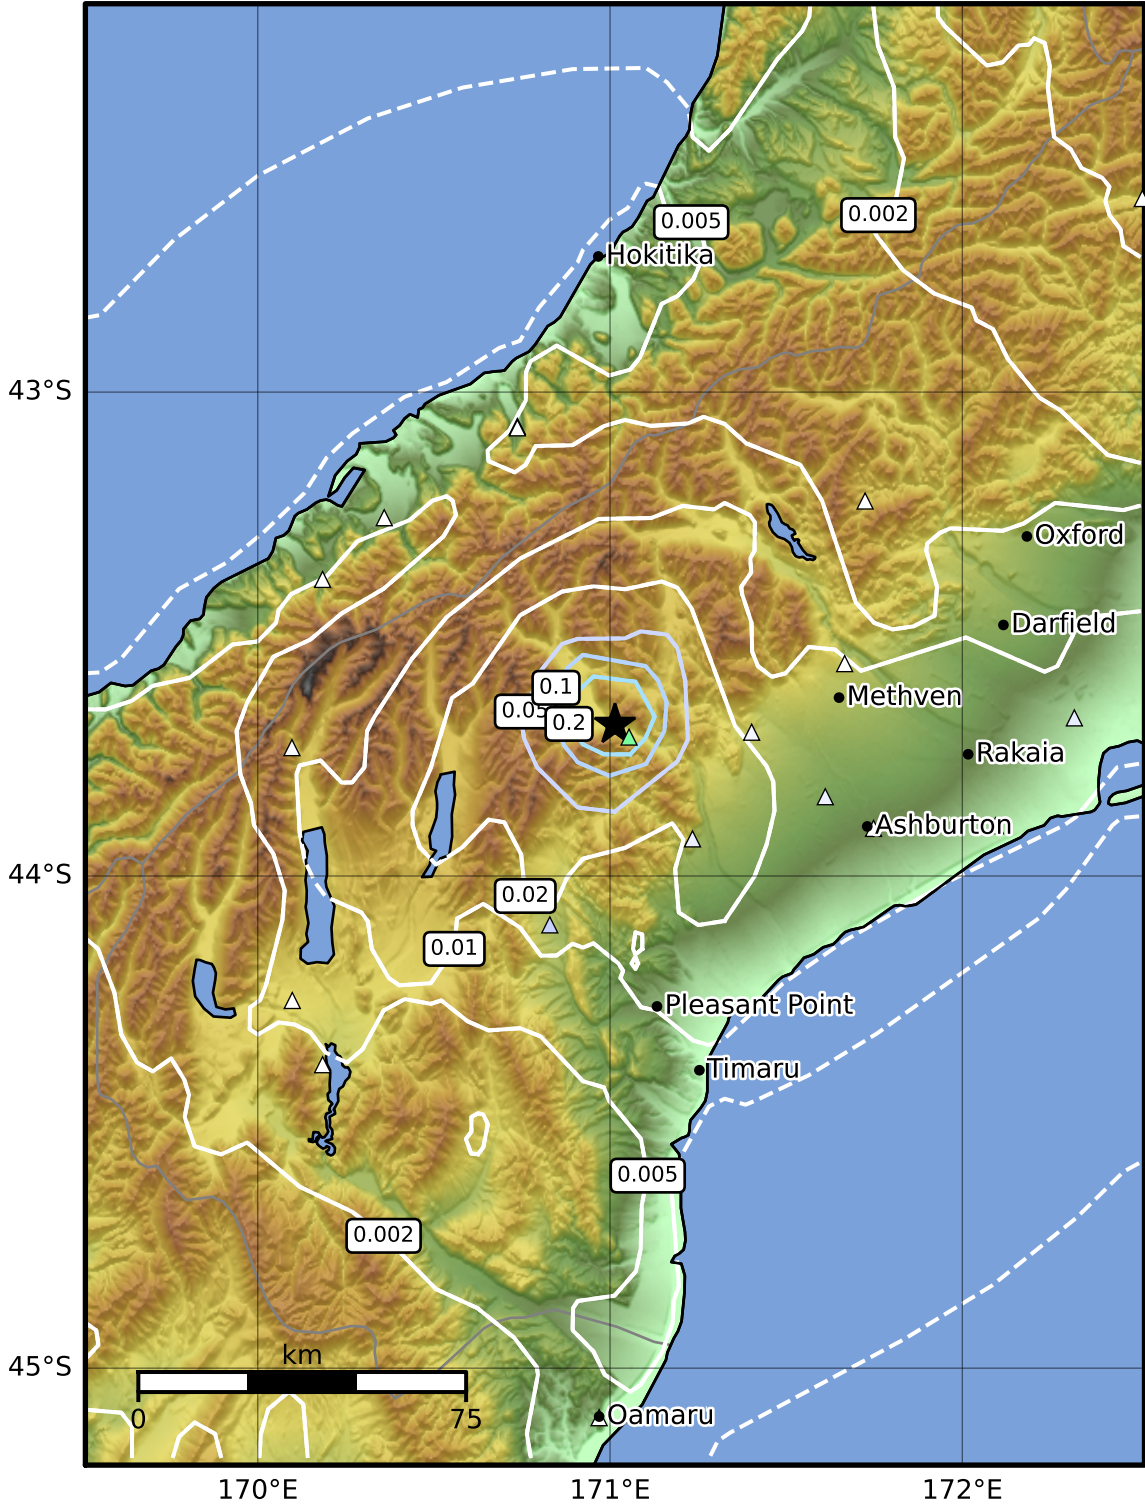 0.005
0.002
Hokitika
43°S
Oxford
Darfield
0.1
Methven
0.2
Rakaia
Ashburton
44°S
0.02
0.01
Pleasant Point
Timaru
0.005
0.002
km
45°S
0
75
Oamaru
170°E
171°E
172°E